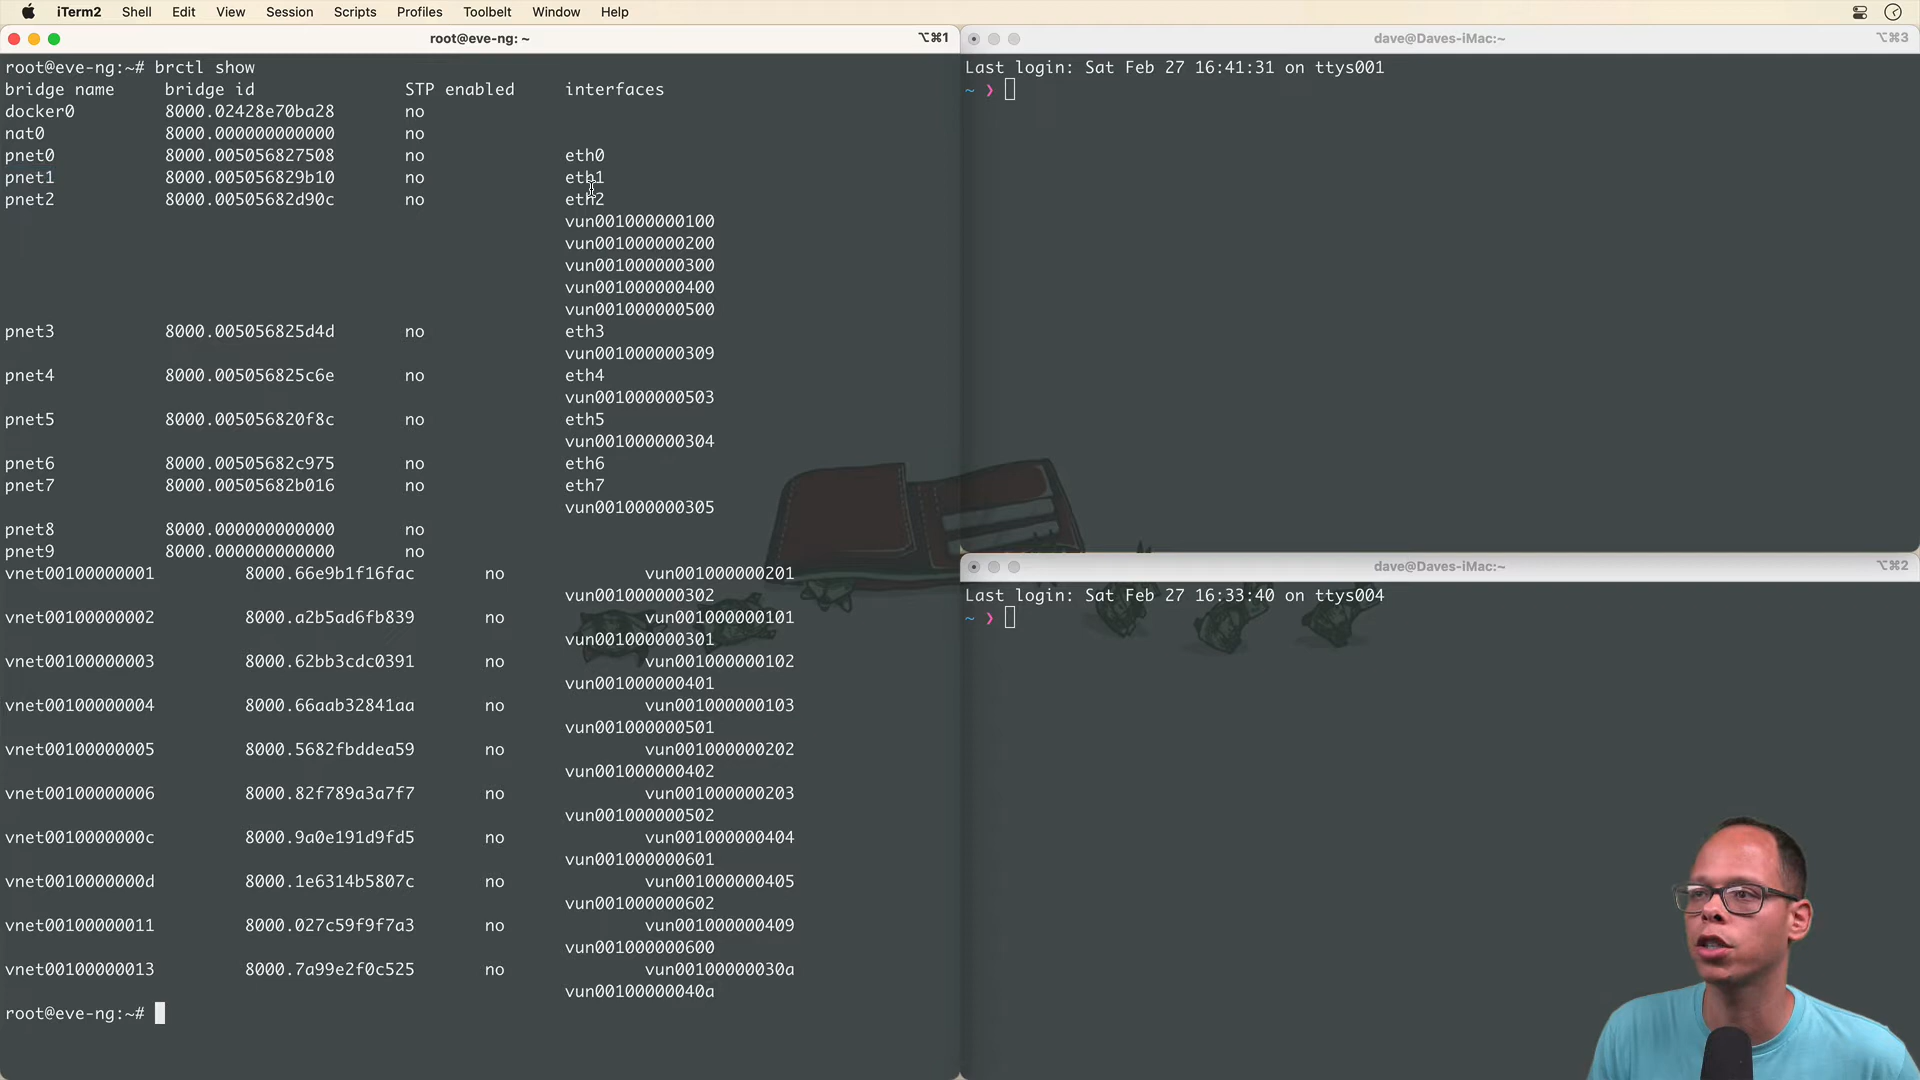 iTerm2 Shell Edit View Session Scripts Profiles Toolbelt Window Help
root@eve-ng: ~ ⌥⌘1
root@eve-ng:~# brctl show
bridge name bridge id STP enabled interfaces
docker0 8000.02428e70ba28 no
nat0 8000.000000000000 no
pnet0 8000.005056827508 no eth0
pnet1 8000.005056829b10 no eth1
pnet2 8000.00505682d90c no eth2
vun001000000100
vun001000000200
vun001000000300
vun001000000400
vun001000000500
pnet3 8000.005056825d4d no eth3
vun001000000309
pnet4 8000.005056825c6e no eth4
vun001000000503
pnet5 8000.005056820f8c no eth5
vun001000000304
pnet6 8000.00505682c975 no eth6
pnet7 8000.00505682b016 no eth7
vun001000000305
pnet8 8000.000000000000 no
pnet9 8000.000000000000 no
vnet00100000001 8000.66e9b1f16fac no vun001000000201
vun001000000302
vnet00100000002 8000.a2b5ad6fb839 no vun001000000101
vun001000000301
vnet00100000003 8000.62bb3cdc0391 no vun001000000102
vun001000000401
vnet00100000004 8000.66aab32841aa no vun001000000103
vun001000000501
vnet00100000005 8000.5682fbddea59 no vun001000000202
vun001000000402
vnet00100000006 8000.82f789a3a7f7 no vun001000000203
vun001000000502
vnet0010000000c 8000.9a0e191d9fd5 no vun001000000404
vun001000000601
vnet0010000000d 8000.1e6314b5807c no vun001000000405
vun001000000602
vnet00100000011 8000.027c59f9f7a3 no vun001000000409
vun001000000600
vnet00100000013 8000.7a99e2f0c525 no vun00100000030a
vun00100000040a
root@eve-ng:~#
dave@Daves-iMac:~ ⌥⌘3
Last login: Sat Feb 27 16:41:31 on ttys001
~ ❯
dave@Daves-iMac:~ ⌥⌘2
Last login: Sat Feb 27 16:33:40 on ttys004
~ ❯